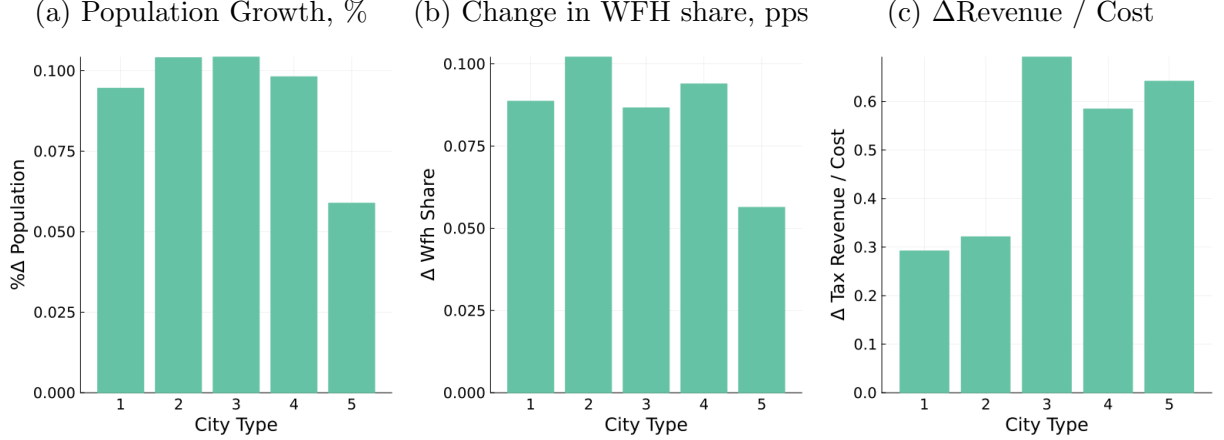 (a) Population Growth, %
%Δ Population
0.100
0.075
0.050
0.025
0.000
1 2 3 4 5
City Type
(b) Change in WFH share, pps
Δ Wfh Share
0.100
0.075
0.050
0.025
0.000
1 2 3 4 5
City Type
(c) ΔRevenue / Cost
Δ Tax Revenue / Cost
0.6
0.5
0.4
0.3
0.2
0.1
0.0
1 2 3 4 5
City Type